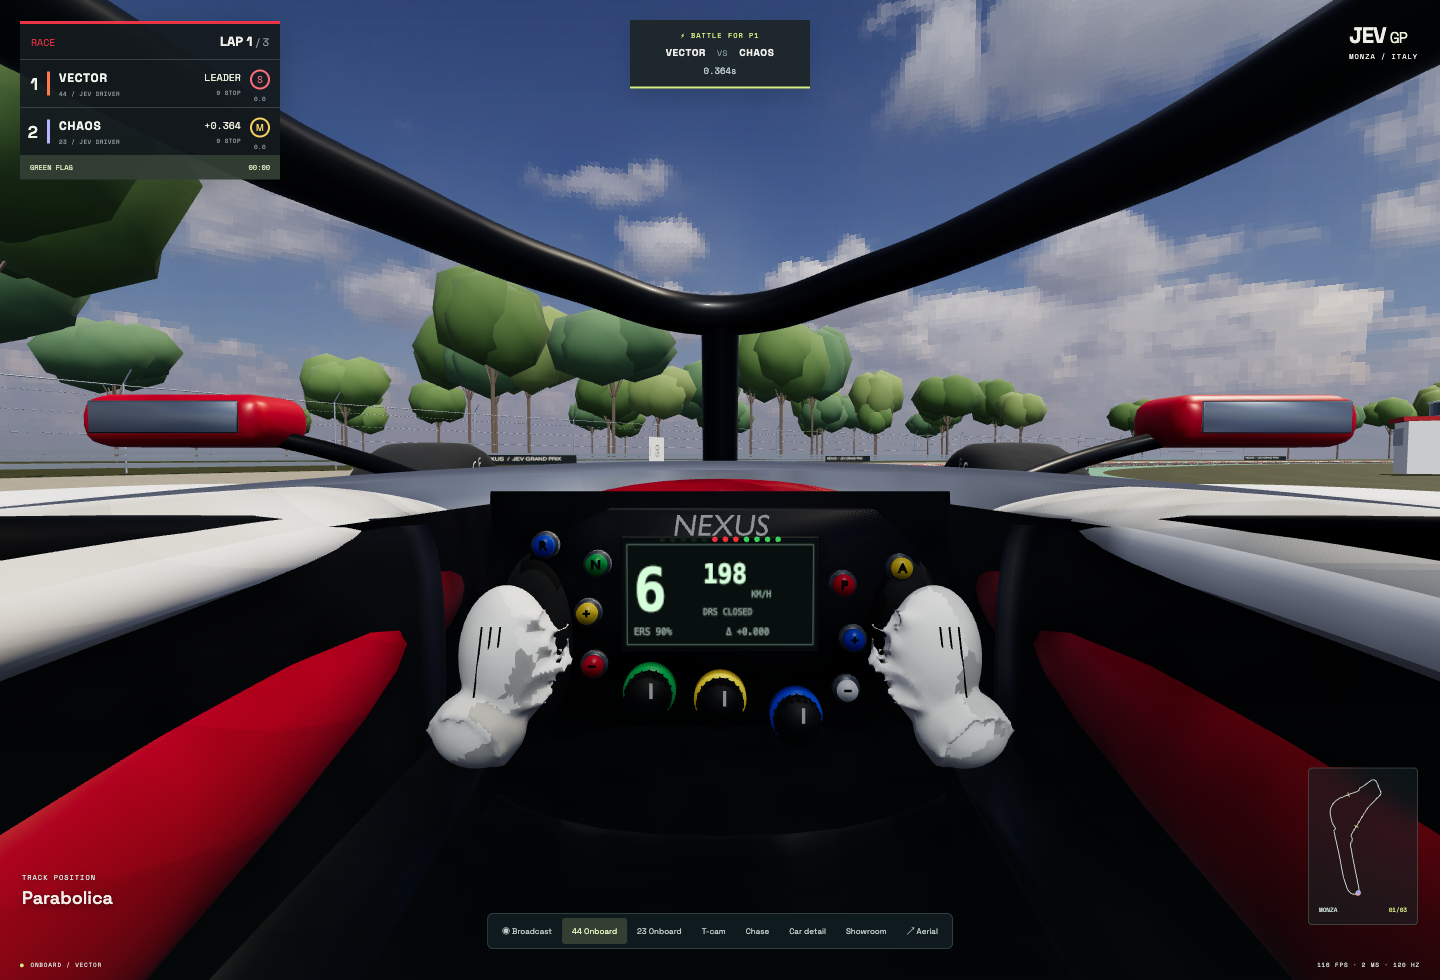 RACE
LAP 1 / 3
1 VECTOR LEADER S
44 / JEV DRIVER 0 STOP 0.0
2 CHAOS +0.364 M
23 / JEV DRIVER 0 STOP 0.0
GREEN FLAG 00:00
⚡ BATTLE FOR P1
VECTOR VS CHAOS
0.364s
JEV GP
MONZA / ITALY
XUS / JEV GRAND PRIX
NEXUS
R
N
+
-
6
198
KM/H
DRS CLOSED
ERS 90% Δ +0.000
P
A
+
-
TRACK POSITION
Parabolica
MONZA 01/03
◉ Broadcast 44 Onboard 23 Onboard T-cam Chase Car detail Showroom ↗ Aerial
ONBOARD / VECTOR
116 FPS · 2 MS · 120 HZ